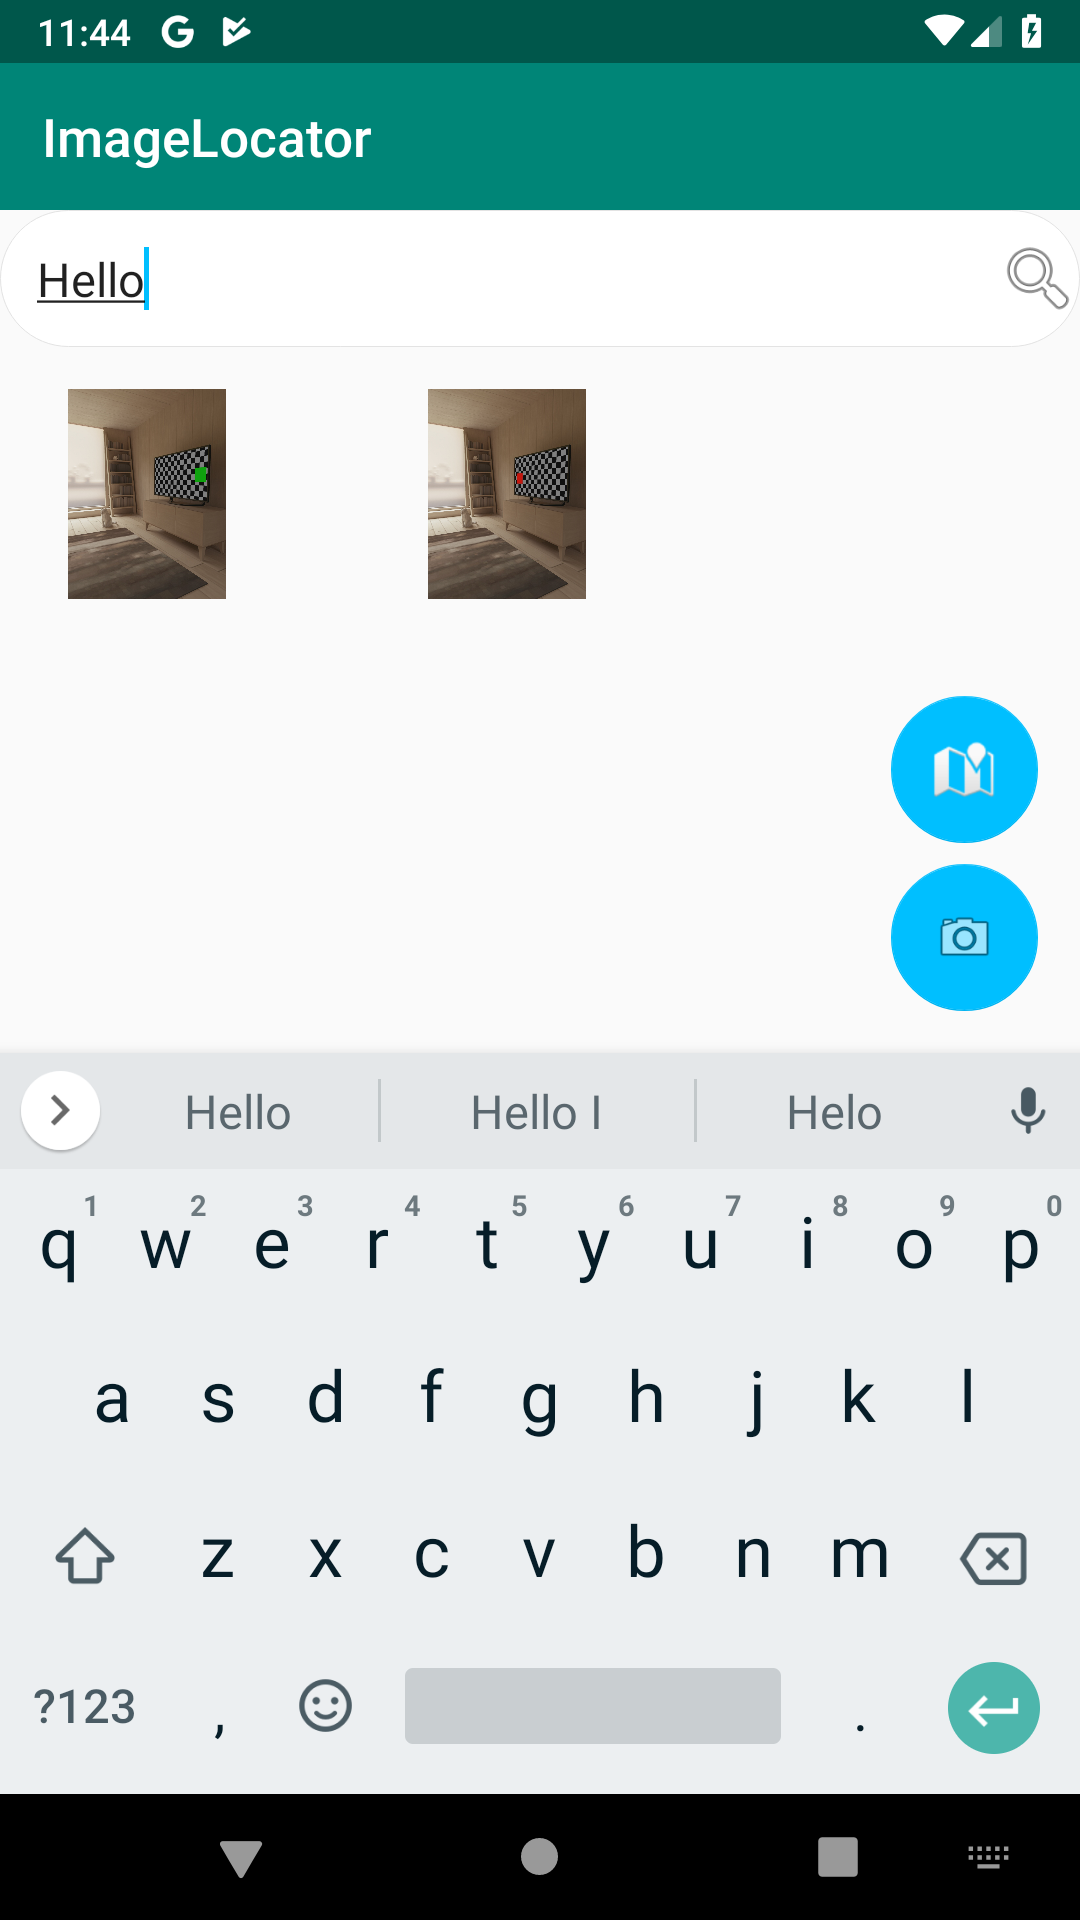 11:44
ImageLocator
Hello
Hello Hello I Helo
1 2 3 4 5 6 7 8 9 0
q w e r t y u i o p
a s d f g h j k l
z x c v b n m
?123 , .